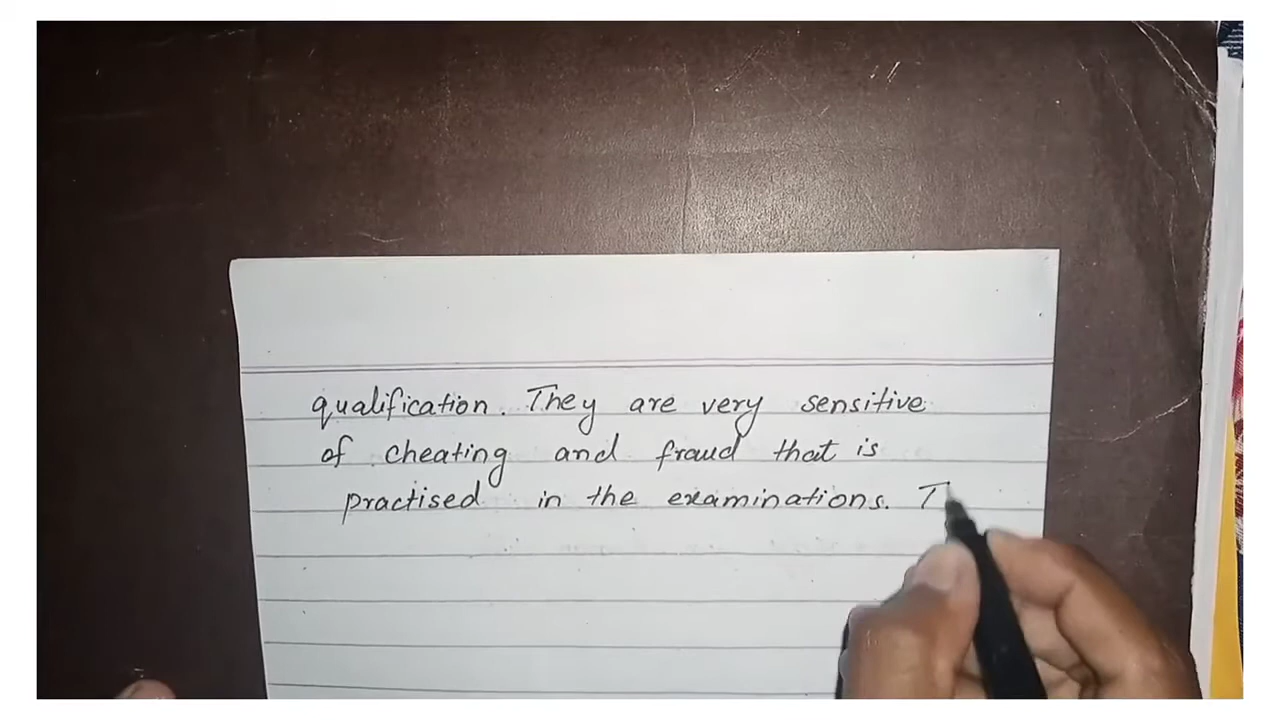 qualification. They are very sensitive
of cheating and fraud that is
practised in the examinations. T